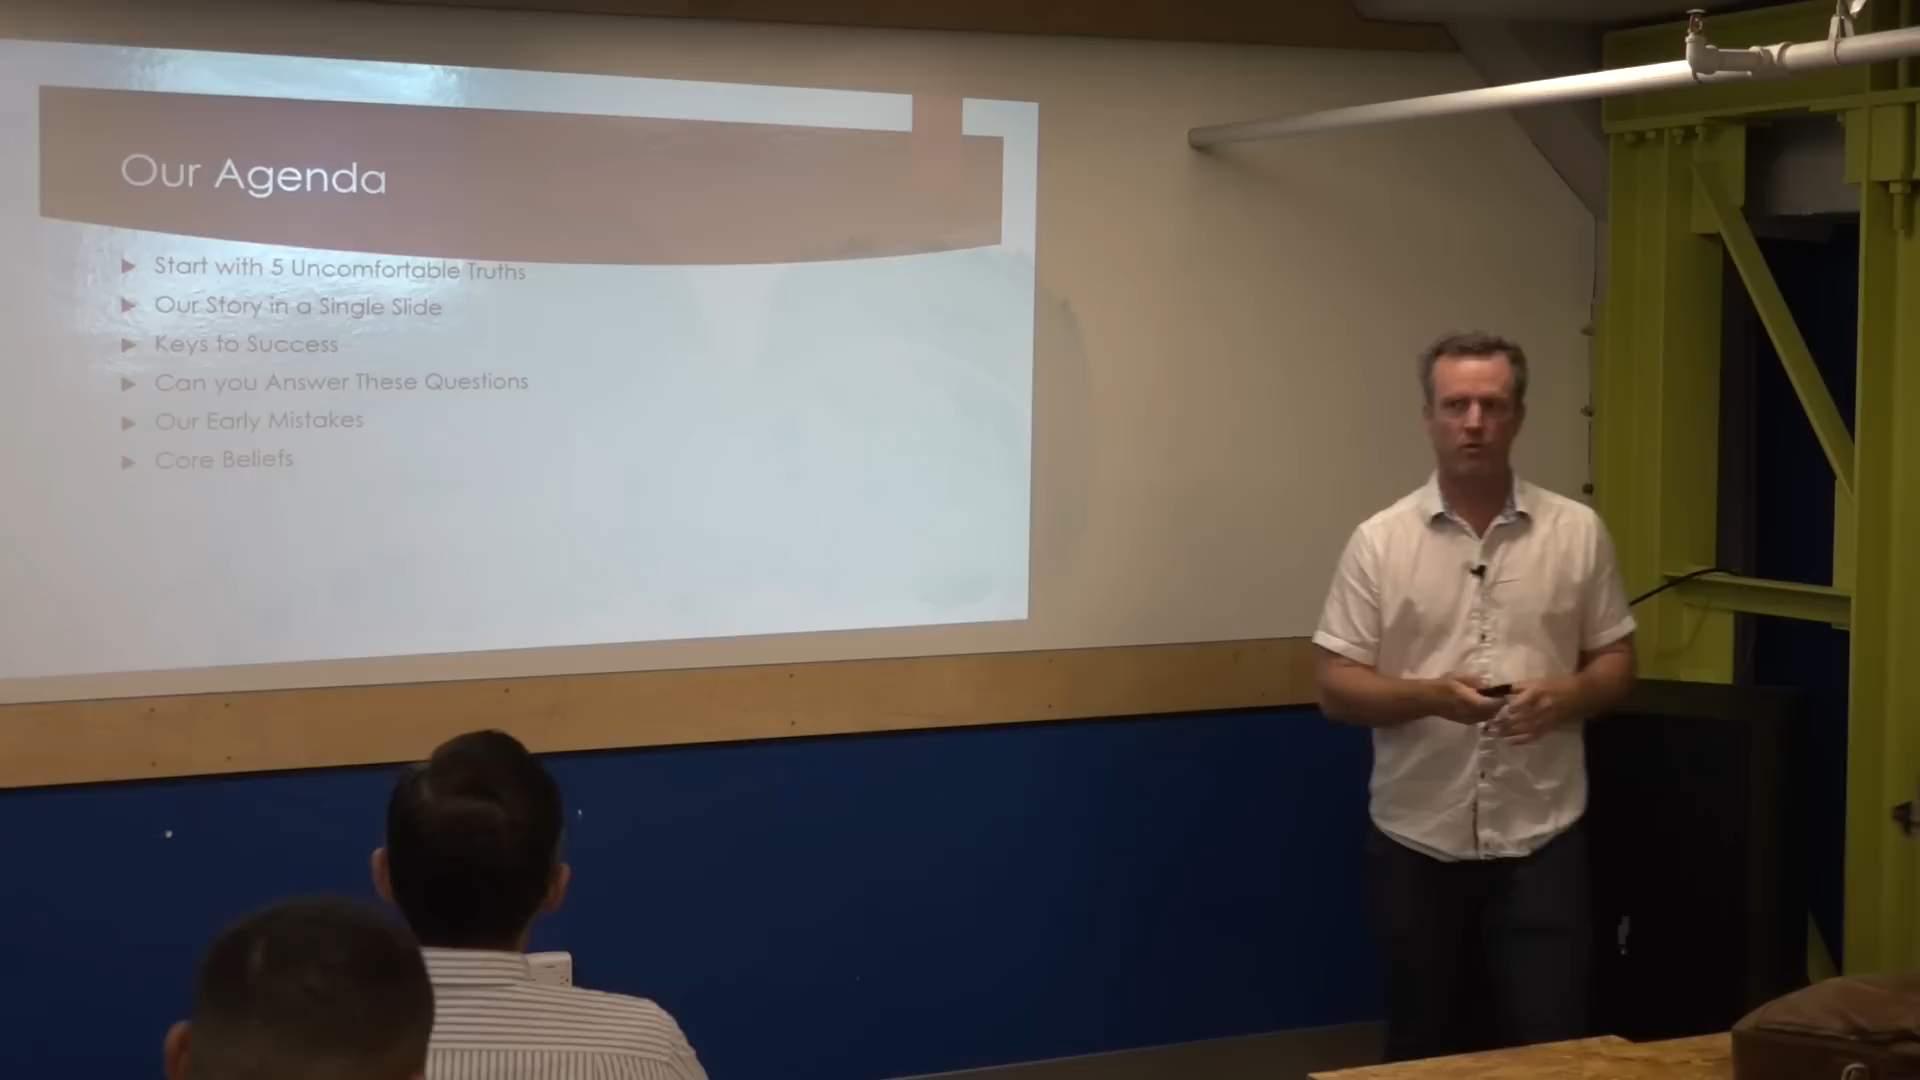 Our Agenda
Start with 5 Uncomfortable Truths
Our Story in a Single Slide
Keys to Success
Can you Answer These Questions
Our Early Mistakes
Core Beliefs